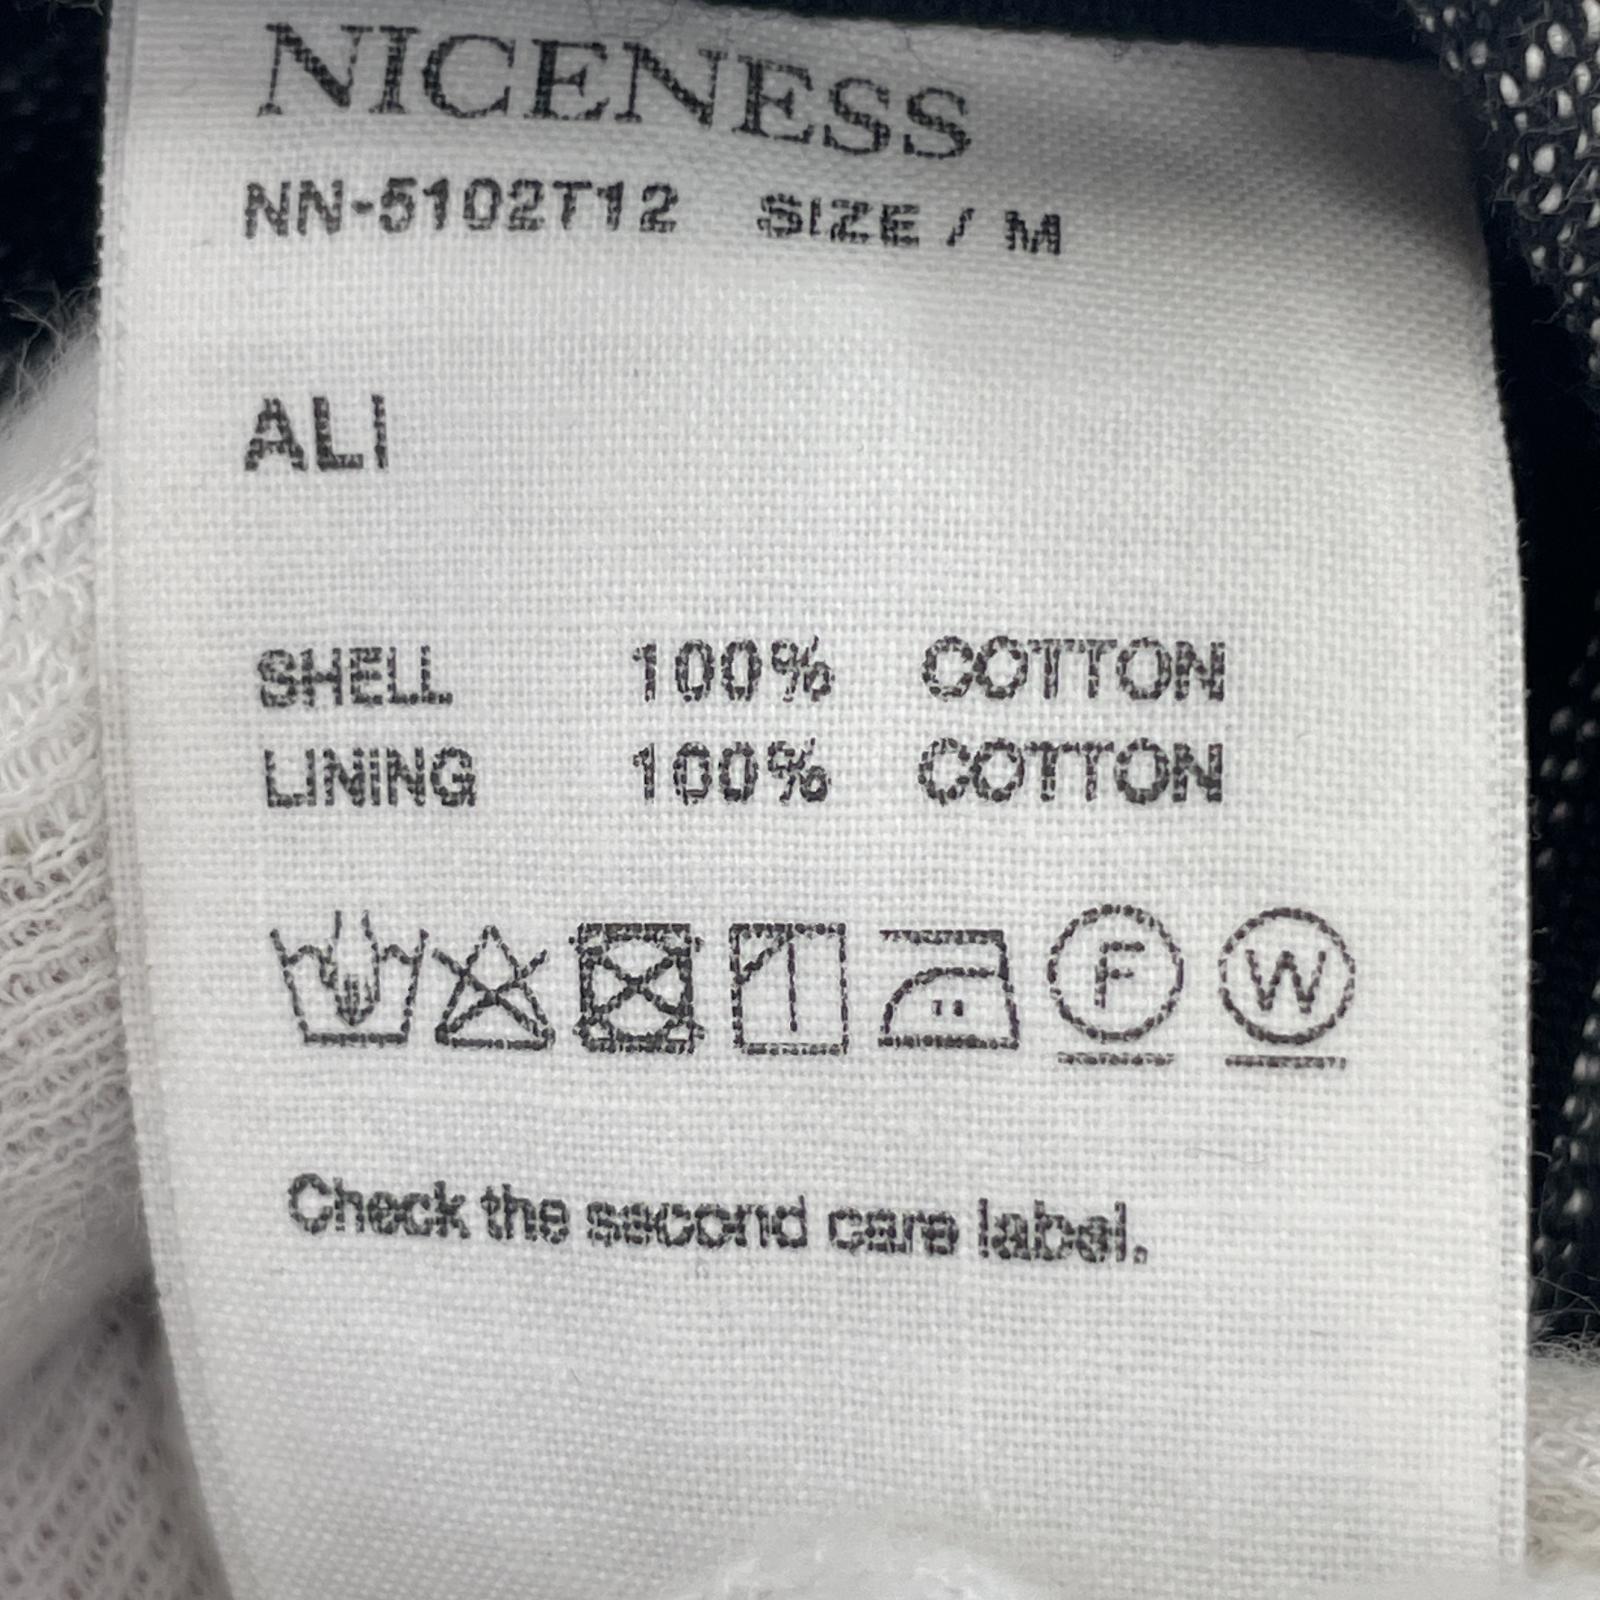 NICENESS
NN-5102T12 SIZE / M
ALI
SHELL 100% COTTON
LINING 100% COTTON
F W
Check the second care label.